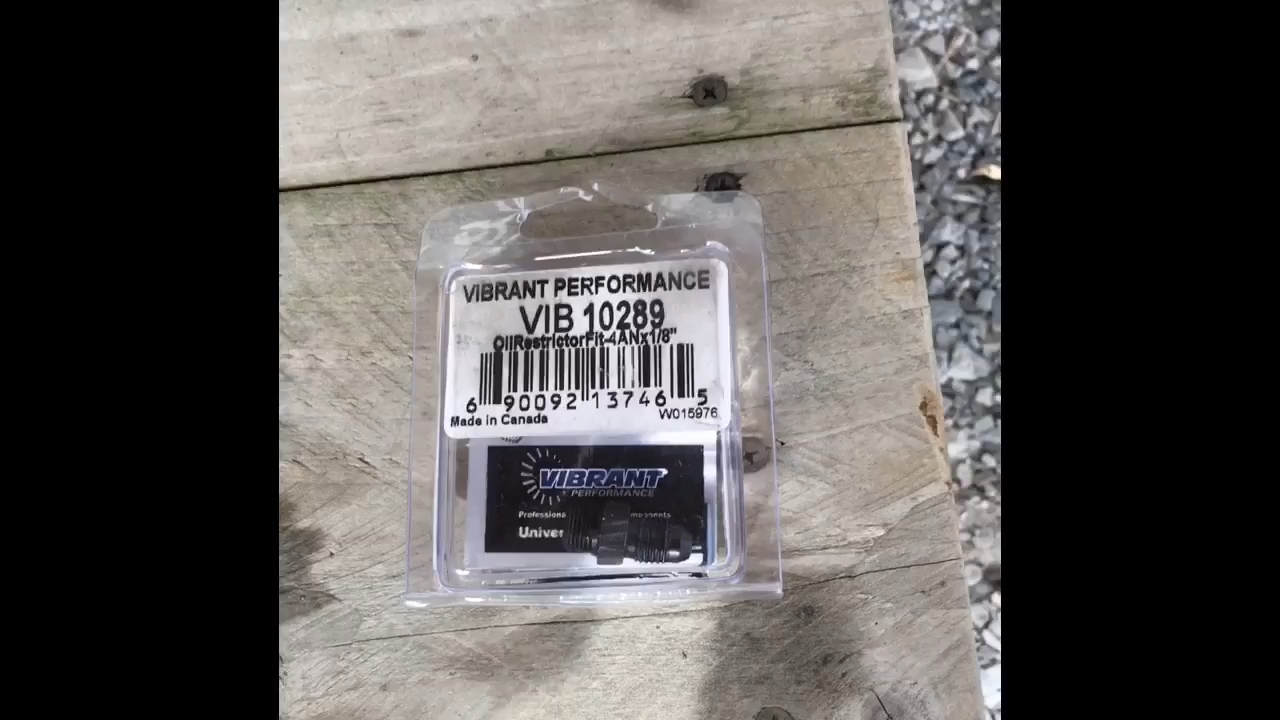 VIBRANT PERFORMANCE
VIB 10289
OilRestrictorFit-4ANx1/8"
6 90092 13746 5
Made in Canada W015976
VIBRANT
PERFORMANCE
Univer